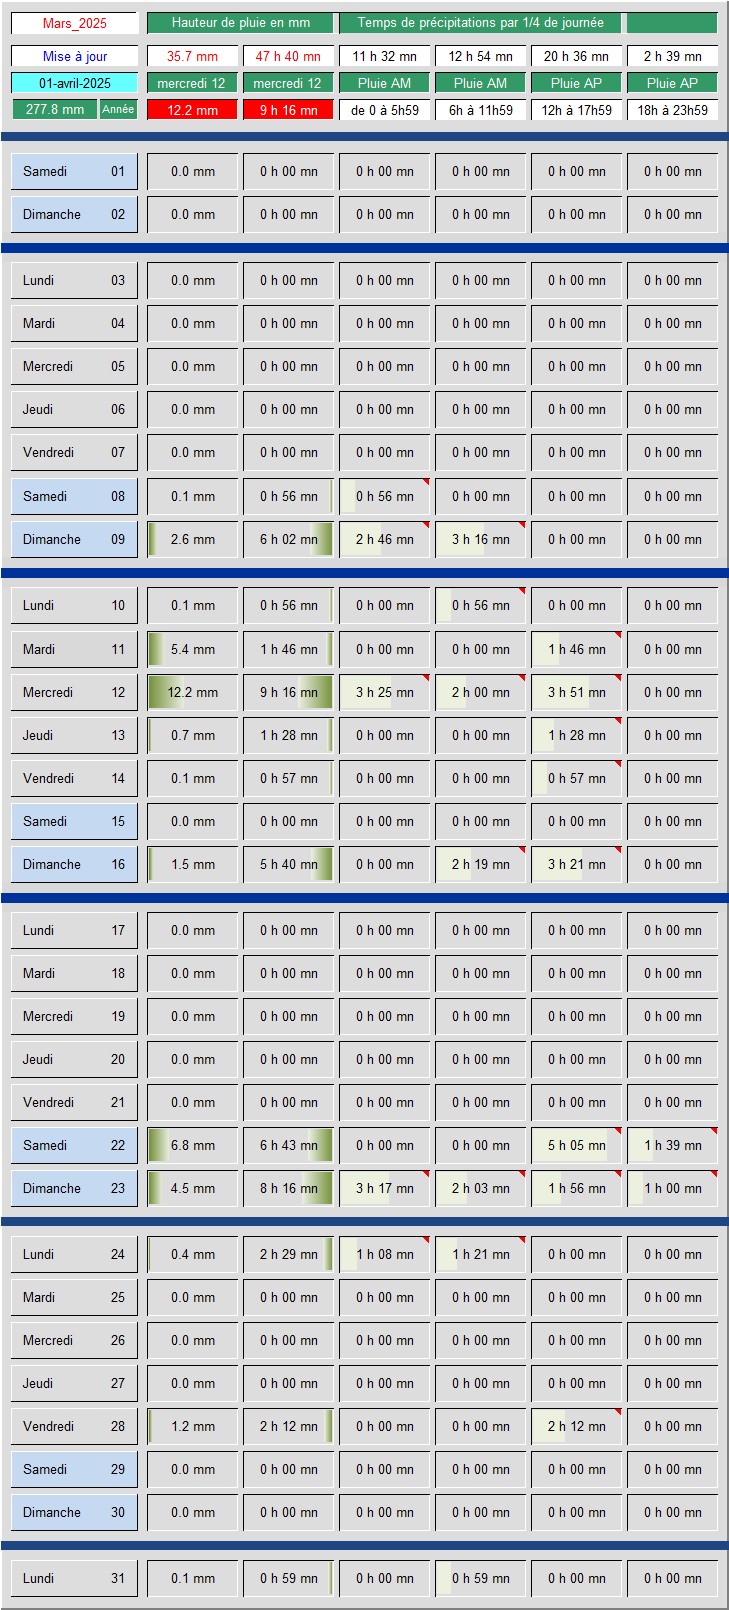 Mars_2025 Hauteur de pluie en mm Temps de précipitations par 1/4 de journée
Mise à jour 35.7 mm 47 h 40 mn 11 h 32 mn 12 h 54 mn 20 h 36 mn 2 h 39 mn
01-avril-2025 mercredi 12 mercredi 12 Pluie AM Pluie AM Pluie AP Pluie AP
277.8 mm Année 12.2 mm 9 h 16 mn de 0 à 5h59 6h à 11h59 12h à 17h59 18h à 23h59
Samedi 01 0.0 mm 0 h 00 mn 0 h 00 mn 0 h 00 mn 0 h 00 mn 0 h 00 mn
Dimanche 02 0.0 mm 0 h 00 mn 0 h 00 mn 0 h 00 mn 0 h 00 mn 0 h 00 mn
Lundi 03 0.0 mm 0 h 00 mn 0 h 00 mn 0 h 00 mn 0 h 00 mn 0 h 00 mn
Mardi 04 0.0 mm 0 h 00 mn 0 h 00 mn 0 h 00 mn 0 h 00 mn 0 h 00 mn
Mercredi 05 0.0 mm 0 h 00 mn 0 h 00 mn 0 h 00 mn 0 h 00 mn 0 h 00 mn
Jeudi 06 0.0 mm 0 h 00 mn 0 h 00 mn 0 h 00 mn 0 h 00 mn 0 h 00 mn
Vendredi 07 0.0 mm 0 h 00 mn 0 h 00 mn 0 h 00 mn 0 h 00 mn 0 h 00 mn
Samedi 08 0.1 mm 0 h 56 mn 0 h 56 mn 0 h 00 mn 0 h 00 mn 0 h 00 mn
Dimanche 09 2.6 mm 6 h 02 mn 2 h 46 mn 3 h 16 mn 0 h 00 mn 0 h 00 mn
Lundi 10 0.1 mm 0 h 56 mn 0 h 00 mn 0 h 56 mn 0 h 00 mn 0 h 00 mn
Mardi 11 5.4 mm 1 h 46 mn 0 h 00 mn 0 h 00 mn 1 h 46 mn 0 h 00 mn
Mercredi 12 12.2 mm 9 h 16 mn 3 h 25 mn 2 h 00 mn 3 h 51 mn 0 h 00 mn
Jeudi 13 0.7 mm 1 h 28 mn 0 h 00 mn 0 h 00 mn 1 h 28 mn 0 h 00 mn
Vendredi 14 0.1 mm 0 h 57 mn 0 h 00 mn 0 h 00 mn 0 h 57 mn 0 h 00 mn
Samedi 15 0.0 mm 0 h 00 mn 0 h 00 mn 0 h 00 mn 0 h 00 mn 0 h 00 mn
Dimanche 16 1.5 mm 5 h 40 mn 0 h 00 mn 2 h 19 mn 3 h 21 mn 0 h 00 mn
Lundi 17 0.0 mm 0 h 00 mn 0 h 00 mn 0 h 00 mn 0 h 00 mn 0 h 00 mn
Mardi 18 0.0 mm 0 h 00 mn 0 h 00 mn 0 h 00 mn 0 h 00 mn 0 h 00 mn
Mercredi 19 0.0 mm 0 h 00 mn 0 h 00 mn 0 h 00 mn 0 h 00 mn 0 h 00 mn
Jeudi 20 0.0 mm 0 h 00 mn 0 h 00 mn 0 h 00 mn 0 h 00 mn 0 h 00 mn
Vendredi 21 0.0 mm 0 h 00 mn 0 h 00 mn 0 h 00 mn 0 h 00 mn 0 h 00 mn
Samedi 22 6.8 mm 6 h 43 mn 0 h 00 mn 0 h 00 mn 5 h 05 mn 1 h 39 mn
Dimanche 23 4.5 mm 8 h 16 mn 3 h 17 mn 2 h 03 mn 1 h 56 mn 1 h 00 mn
Lundi 24 0.4 mm 2 h 29 mn 1 h 08 mn 1 h 21 mn 0 h 00 mn 0 h 00 mn
Mardi 25 0.0 mm 0 h 00 mn 0 h 00 mn 0 h 00 mn 0 h 00 mn 0 h 00 mn
Mercredi 26 0.0 mm 0 h 00 mn 0 h 00 mn 0 h 00 mn 0 h 00 mn 0 h 00 mn
Jeudi 27 0.0 mm 0 h 00 mn 0 h 00 mn 0 h 00 mn 0 h 00 mn 0 h 00 mn
Vendredi 28 1.2 mm 2 h 12 mn 0 h 00 mn 0 h 00 mn 2 h 12 mn 0 h 00 mn
Samedi 29 0.0 mm 0 h 00 mn 0 h 00 mn 0 h 00 mn 0 h 00 mn 0 h 00 mn
Dimanche 30 0.0 mm 0 h 00 mn 0 h 00 mn 0 h 00 mn 0 h 00 mn 0 h 00 mn
Lundi 31 0.1 mm 0 h 59 mn 0 h 00 mn 0 h 59 mn 0 h 00 mn 0 h 00 mn